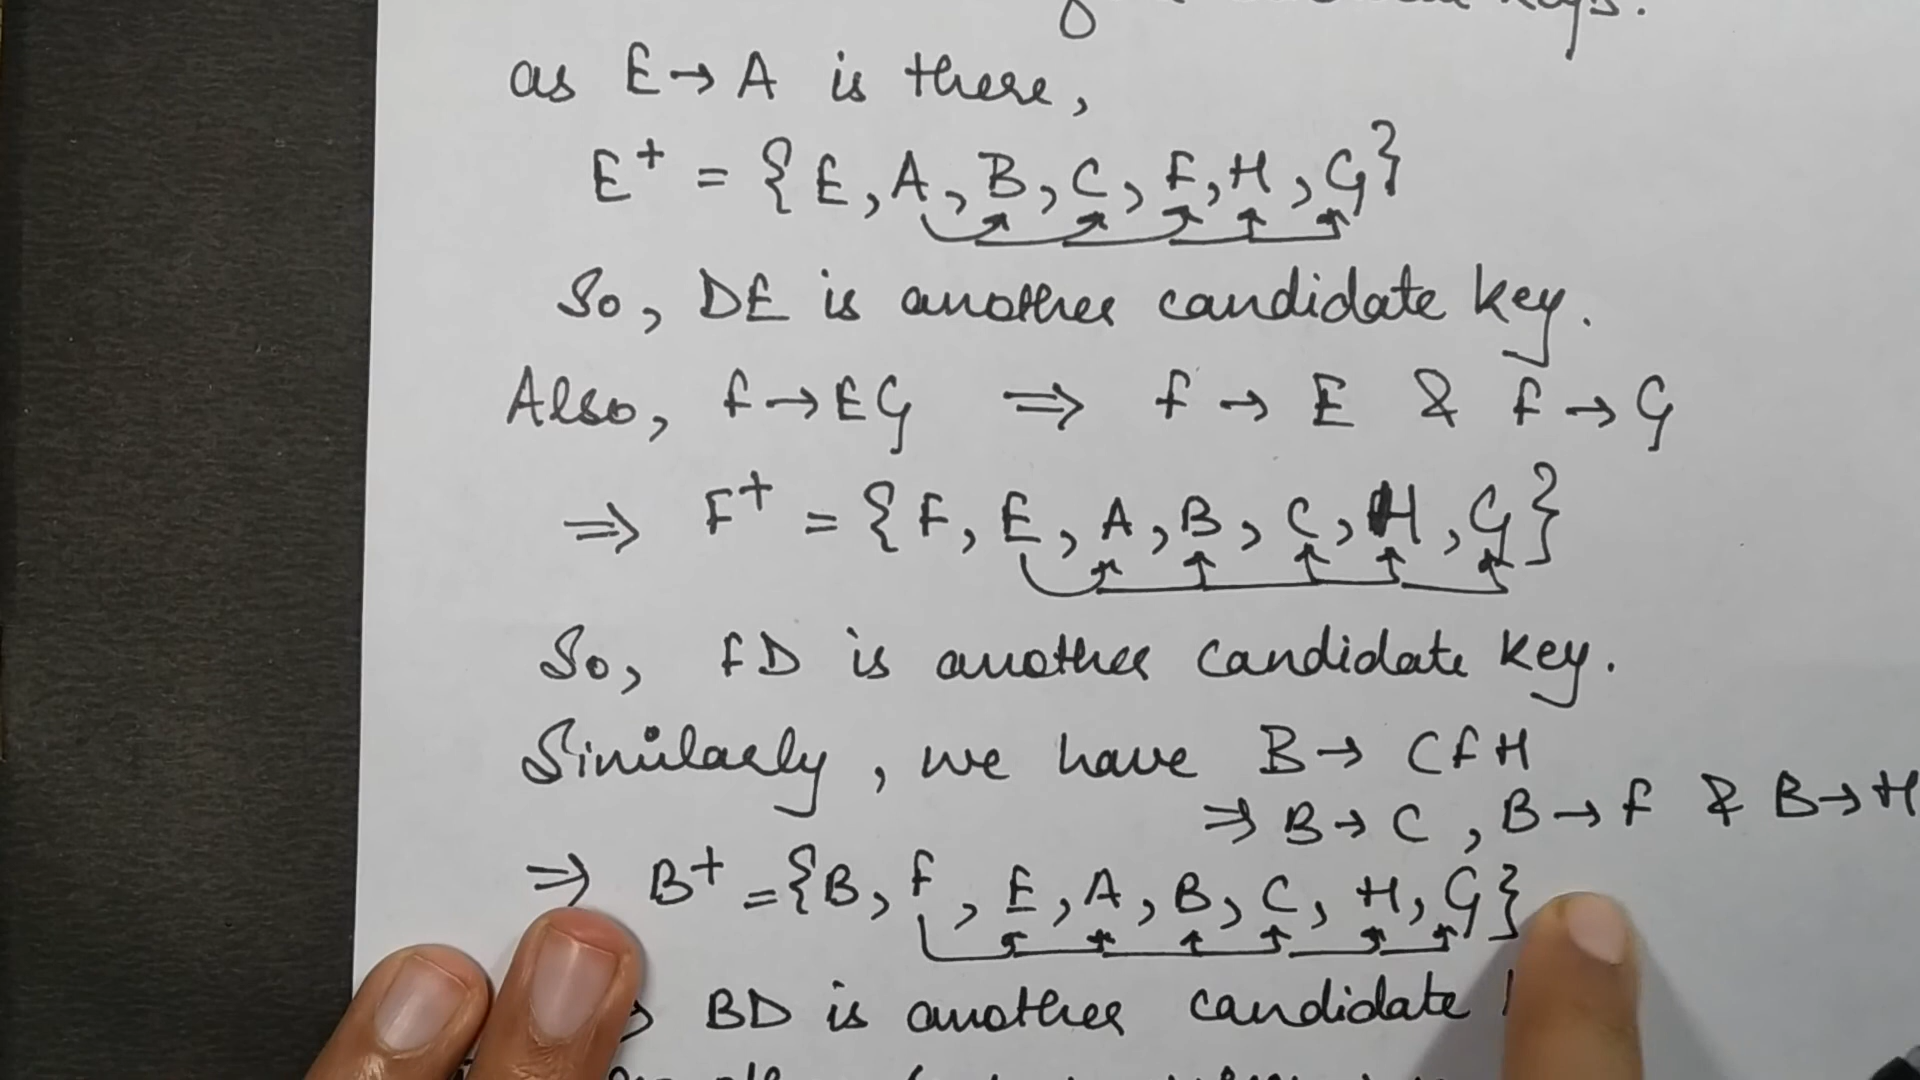 keys.
as E → A is there,
E⁺ = {E, A, B, C, F, H, G}
So, DE is another candidate key.
Also, F → EG ⇒ F → E & F → G
⇒ F⁺ = {F, E, A, B, C, H, G}
So, FD is another candidate key.
Similarly, we have B → CFH
⇒ B → C, B → F & B → H
⇒ B⁺ = {B, F, E, A, B, C, H, G}
BD is another candidate